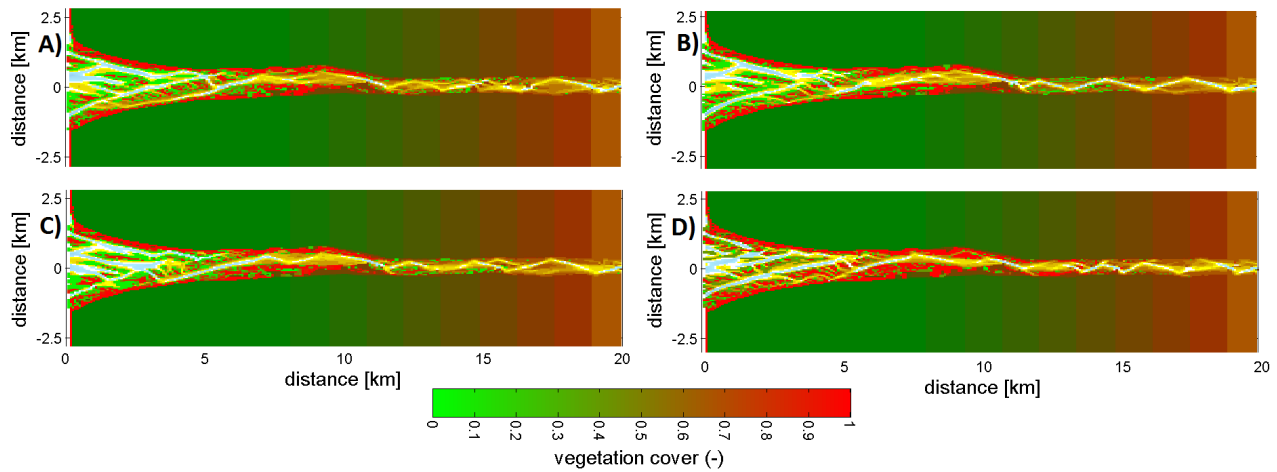 A)
distance [km]
2.5
0
-2.5
B)
distance [km]
2.5
0
-2.5
C)
distance [km]
2.5
0
-2.5
0 5 10 15 20
distance [km]
D)
distance [km]
2.5
0
-2.5
0 5 10 15 20
distance [km]
0 0.1 0.2 0.3 0.4 0.5 0.6 0.7 0.8 0.9 1
vegetation cover (-)